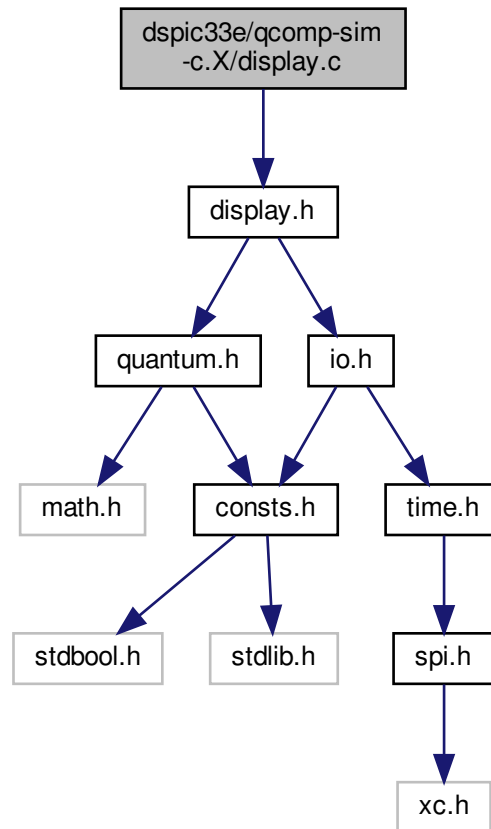 dspic33e/qcomp-sim
-c.X/display.c
display.h
quantum.h
io.h
math.h
consts.h
time.h
stdbool.h
stdlib.h
spi.h
xc.h